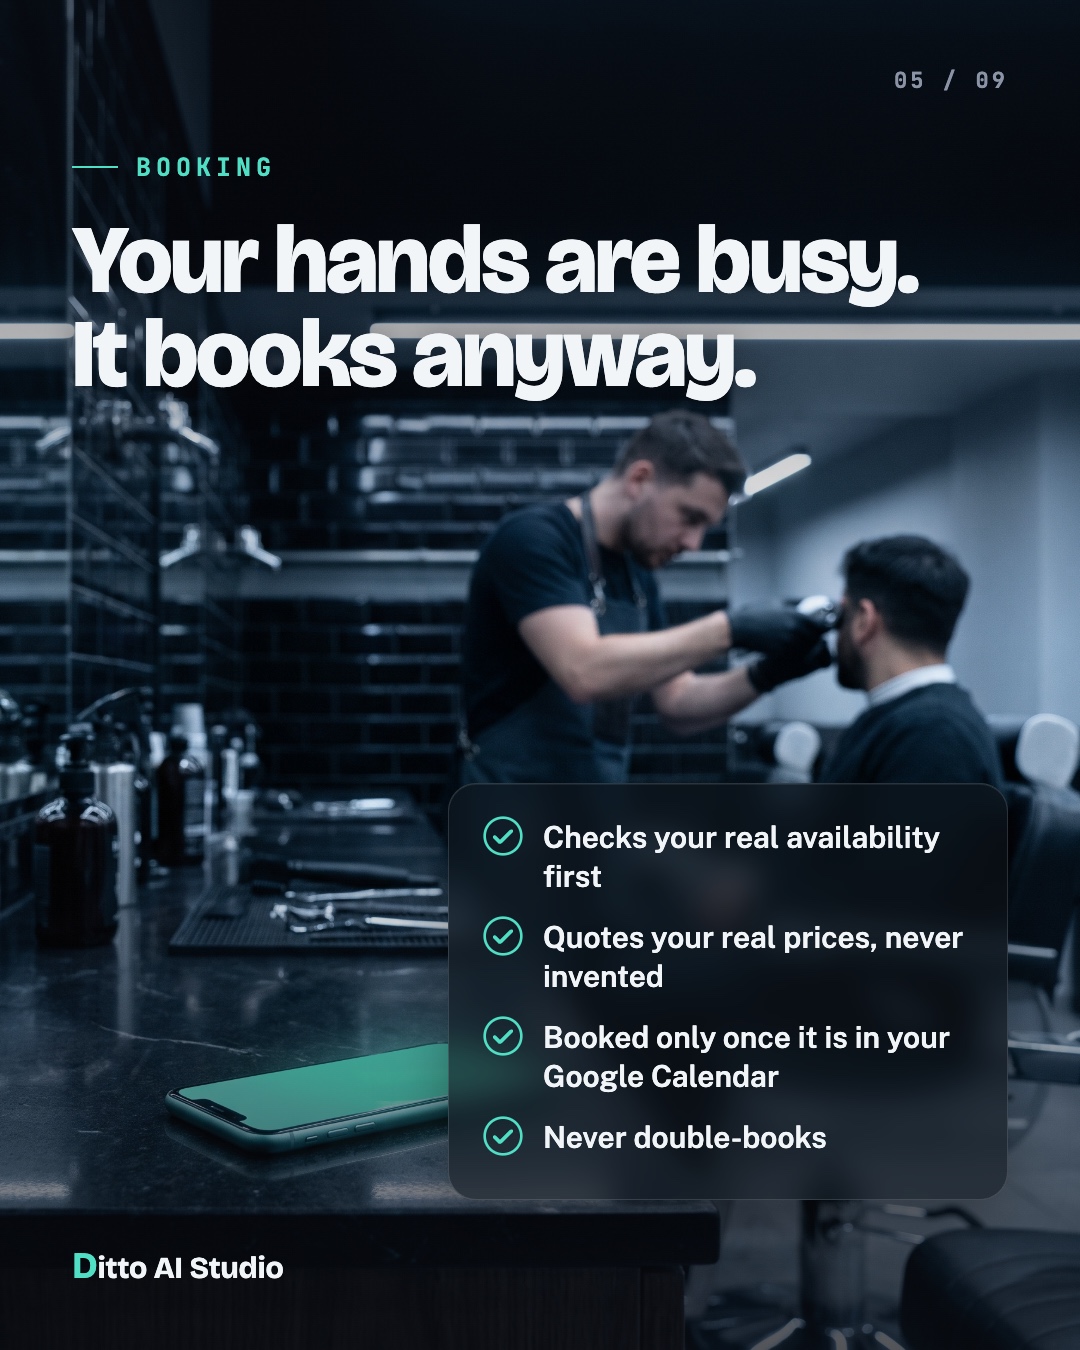 05 / 09
BOOKING
Your hands are busy.
It books anyway.
Checks your real availability
first
Quotes your real prices, never
invented
Booked only once it is in your
Google Calendar
Never double-books
Ditto AI Studio